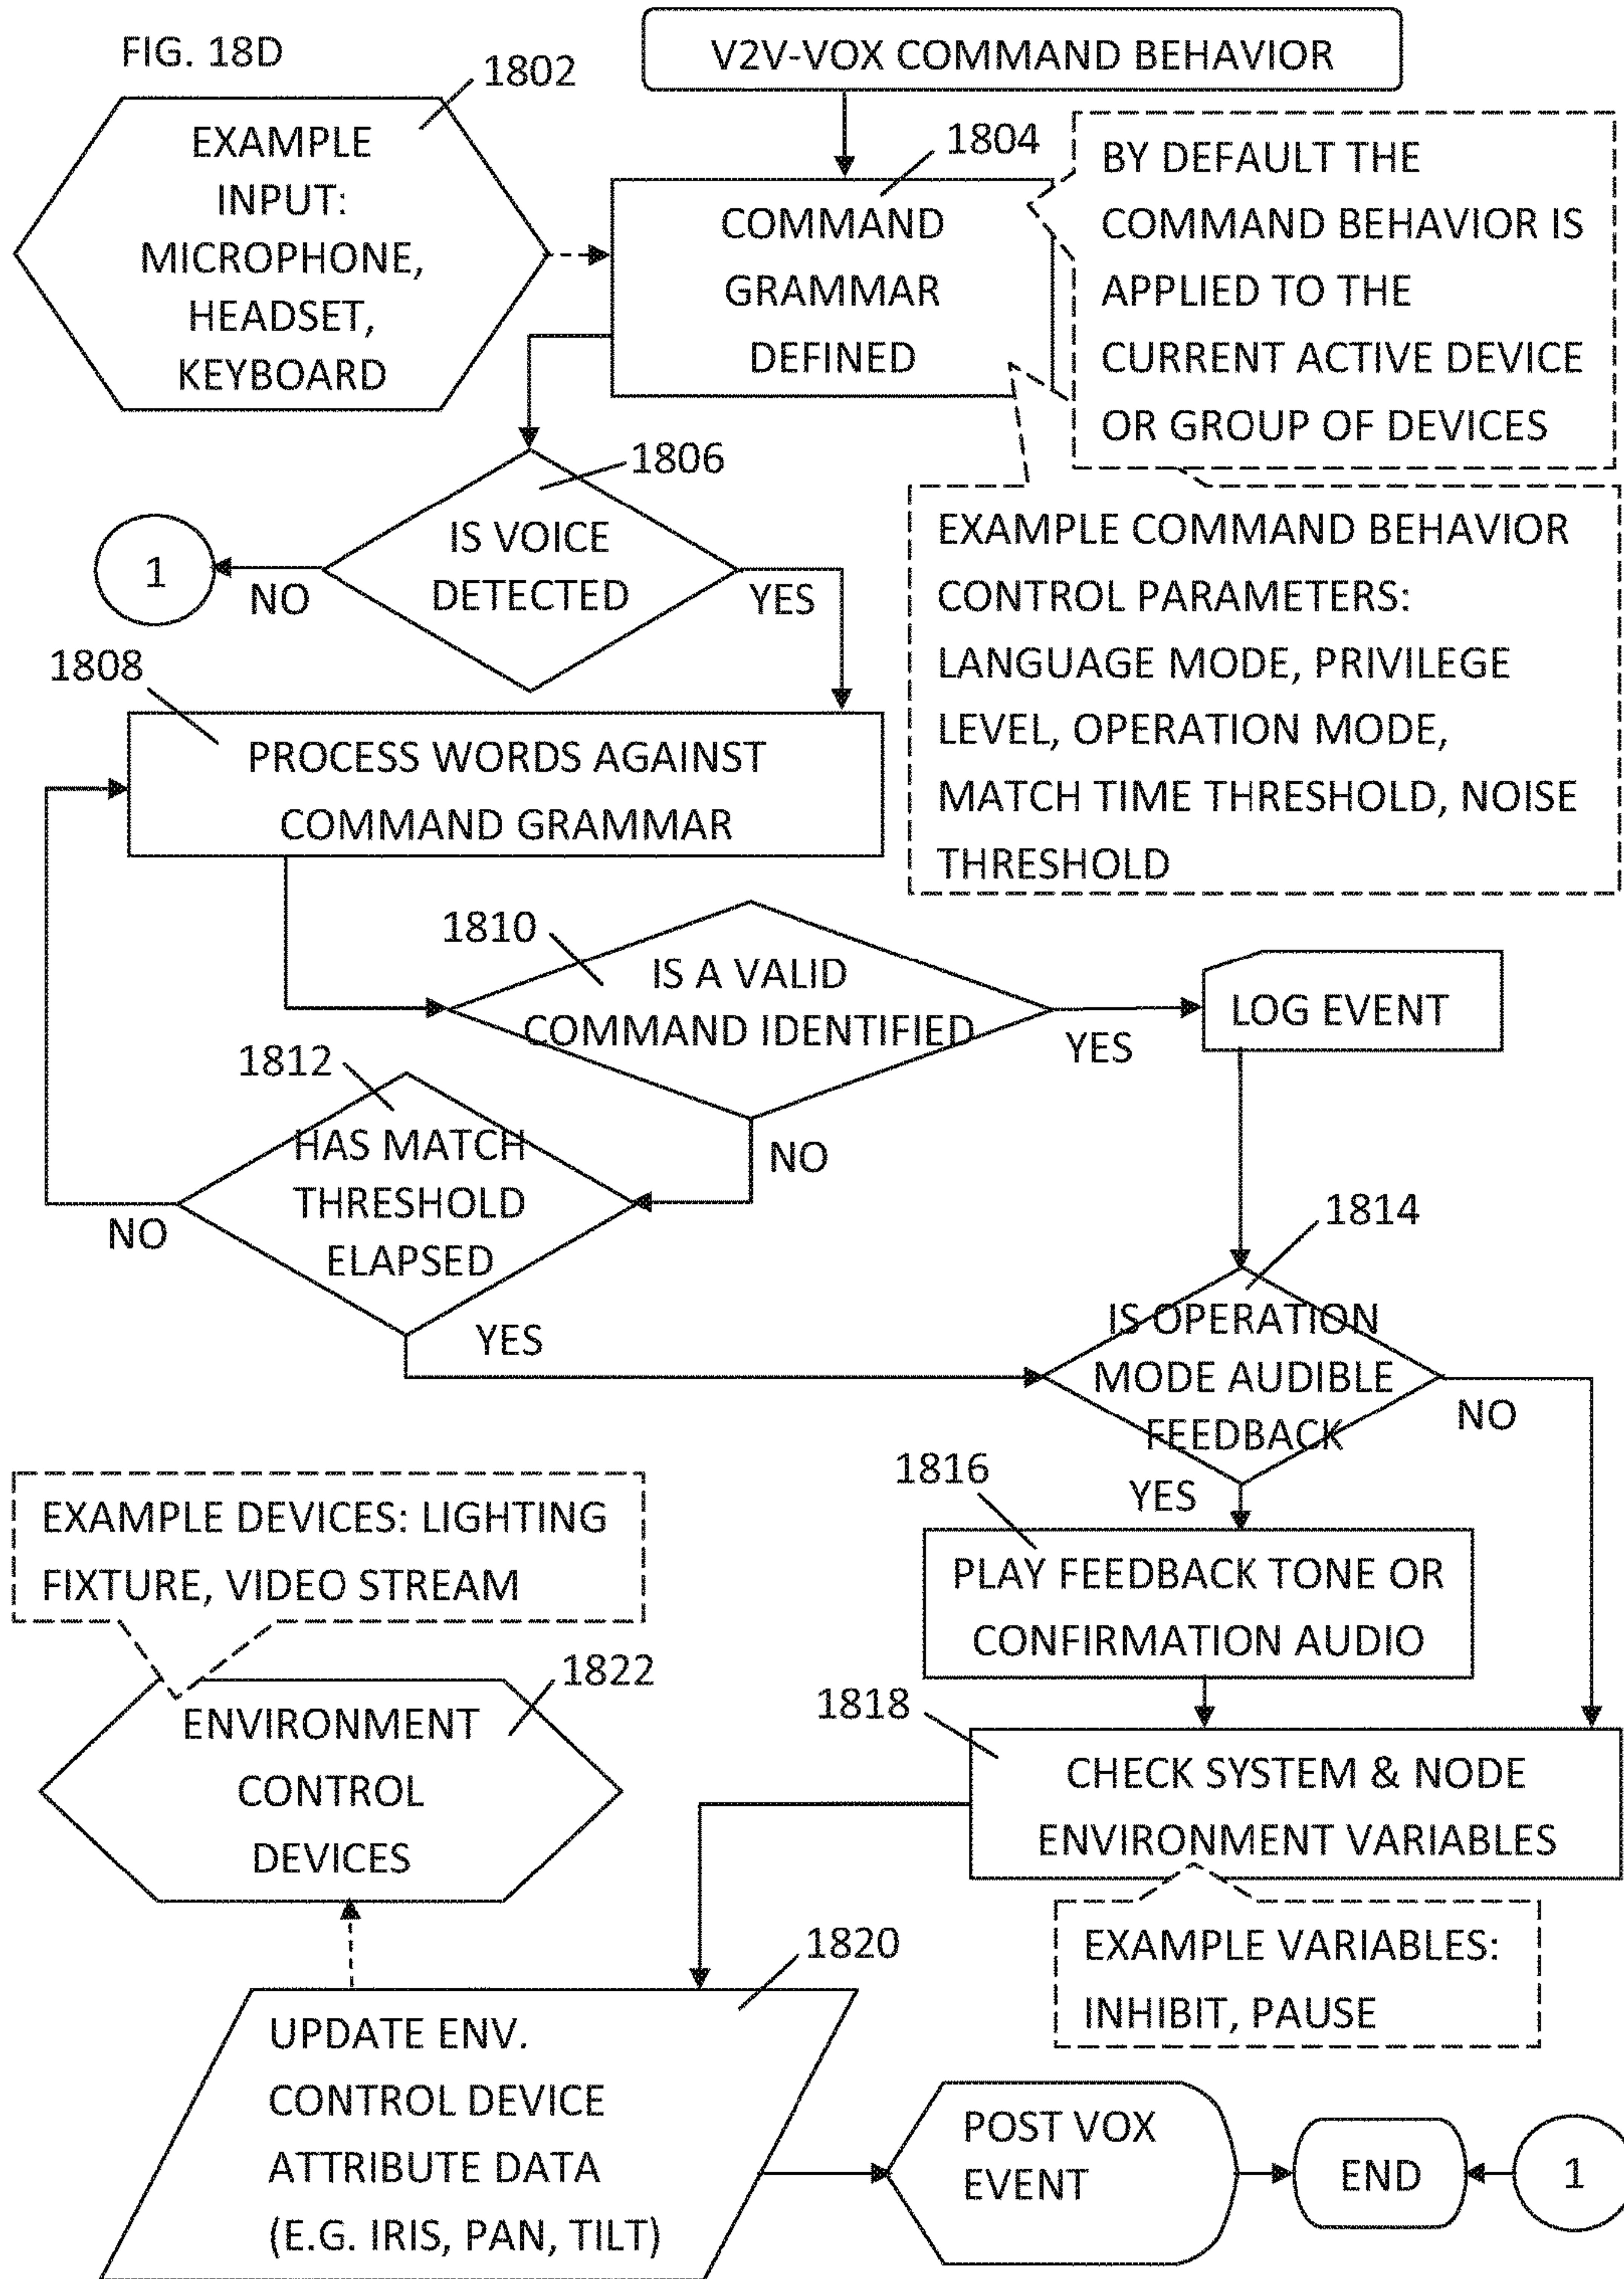 FIG. 18D
V2V-VOX COMMAND BEHAVIOR
1802
EXAMPLE
INPUT:
MICROPHONE,
HEADSET,
KEYBOARD
1804
COMMAND
GRAMMAR
DEFINED
BY DEFAULT THE
COMMAND BEHAVIOR IS
APPLIED TO THE
CURRENT ACTIVE DEVICE
OR GROUP OF DEVICES
EXAMPLE COMMAND BEHAVIOR
CONTROL PARAMETERS:
LANGUAGE MODE, PRIVILEGE
LEVEL, OPERATION MODE,
MATCH TIME THRESHOLD, NOISE
THRESHOLD
1806
IS VOICE
DETECTED
NO
YES
1
1808
PROCESS WORDS AGAINST
COMMAND GRAMMAR
1810
IS A VALID
COMMAND IDENTIFIED
YES
NO
LOG EVENT
1812
HAS MATCH
THRESHOLD
ELAPSED
NO
YES
1814
IS OPERATION
MODE AUDIBLE
FEEDBACK
NO
YES
1816
PLAY FEEDBACK TONE OR
CONFIRMATION AUDIO
1818
CHECK SYSTEM & NODE
ENVIRONMENT VARIABLES
EXAMPLE VARIABLES:
INHIBIT, PAUSE
EXAMPLE DEVICES: LIGHTING
FIXTURE, VIDEO STREAM
1822
ENVIRONMENT
CONTROL
DEVICES
1820
UPDATE ENV.
CONTROL DEVICE
ATTRIBUTE DATA
(E.G. IRIS, PAN, TILT)
POST VOX
EVENT
END
1